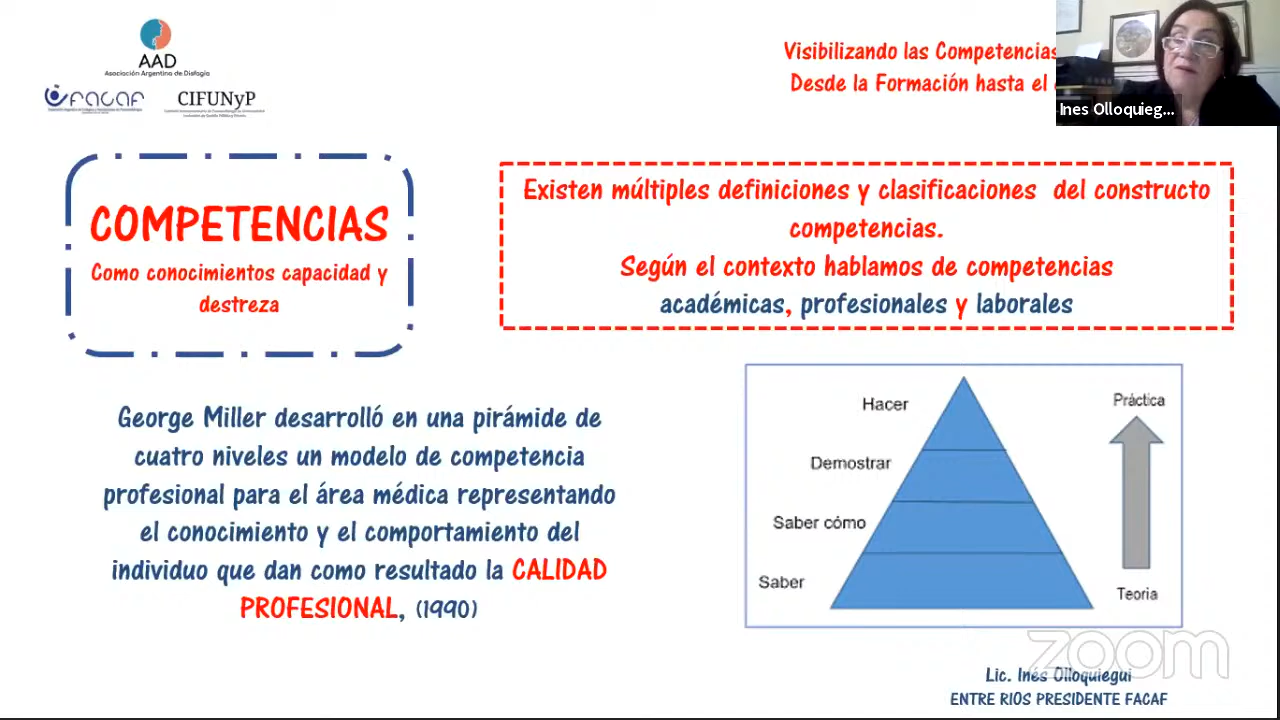 AAD
Asociación Argentina de Disfagia
FACAF
CIFUNyP
Visibilizando las Competencias
Desde la Formación hasta el
Ines Olloquieg...
COMPETENCIAS
Como conocimientos capacidad y
destreza
Existen múltiples definiciones y clasificaciones del constructo
competencias.
Según el contexto hablamos de competencias
académicas, profesionales y laborales
George Miller desarrolló en una pirámide de
cuatro niveles un modelo de competencia
profesional para el área médica representando
el conocimiento y el comportamiento del
individuo que dan como resultado la CALIDAD
PROFESIONAL, (1990)
Hacer
Demostrar
Saber cómo
Saber
Práctica
Teoria
zoom
Lic. Inés Olloquiegui
ENTRE RIOS PRESIDENTE FACAF